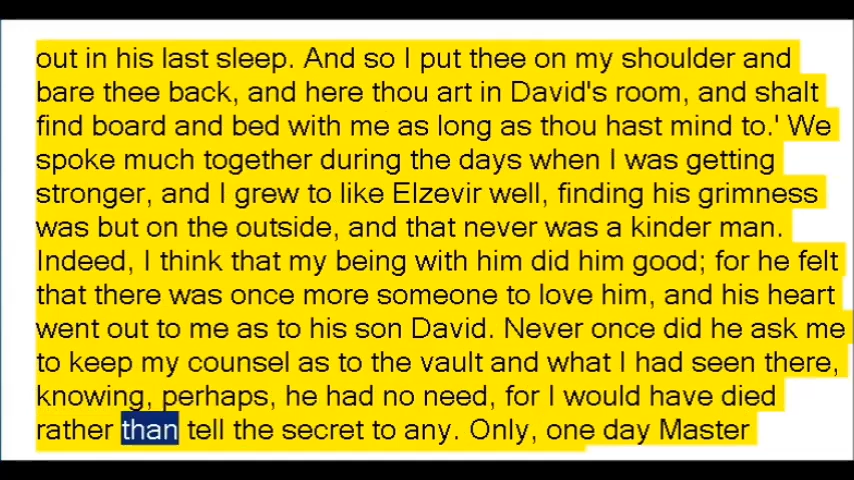 out in his last sleep. And so I put thee on my shoulder and
bare thee back, and here thou art in David's room, and shalt
find board and bed with me as long as thou hast mind to.' We
spoke much together during the days when I was getting
stronger, and I grew to like Elzevir well, finding his grimness
was but on the outside, and that never was a kinder man.
Indeed, I think that my being with him did him good; for he felt
that there was once more someone to love him, and his heart
went out to me as to his son David. Never once did he ask me
to keep my counsel as to the vault and what I had seen there,
knowing, perhaps, he had no need, for I would have died
rather than tell the secret to any. Only, one day Master